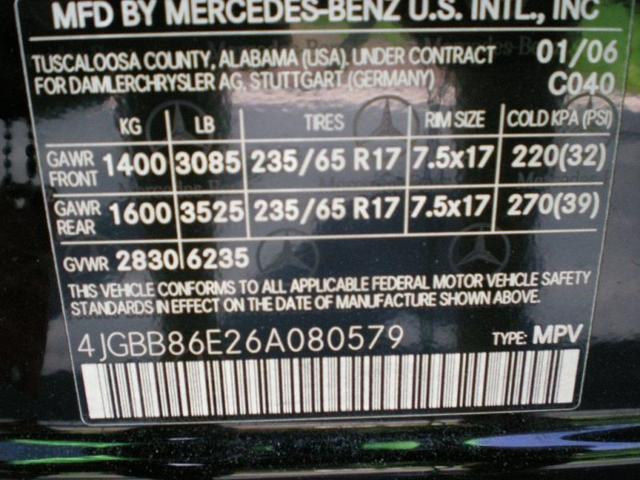 MFD BY MERCEDES-BENZ U.S. INTL., INC
TUSCALOOSA COUNTY, ALABAMA (USA). UNDER CONTRACT 01/06
FOR DAIMLERCHRYSLER AG, STUTTGART (GERMANY) C040
KG LB TIRES RIM SIZE COLD KPA (PSI)
GAWR FRONT 1400 3085 235/65 R17 7.5x17 220(32)
GAWR REAR 1600 3525 235/65 R17 7.5x17 270(39)
GVWR 2830 6235
THIS VEHICLE CONFORMS TO ALL APPLICABLE FEDERAL MOTOR VEHICLE SAFETY
STANDARDS IN EFFECT ON THE DATE OF MANUFACTURE SHOWN ABOVE.
4JGBB86E26A080579 TYPE: MPV